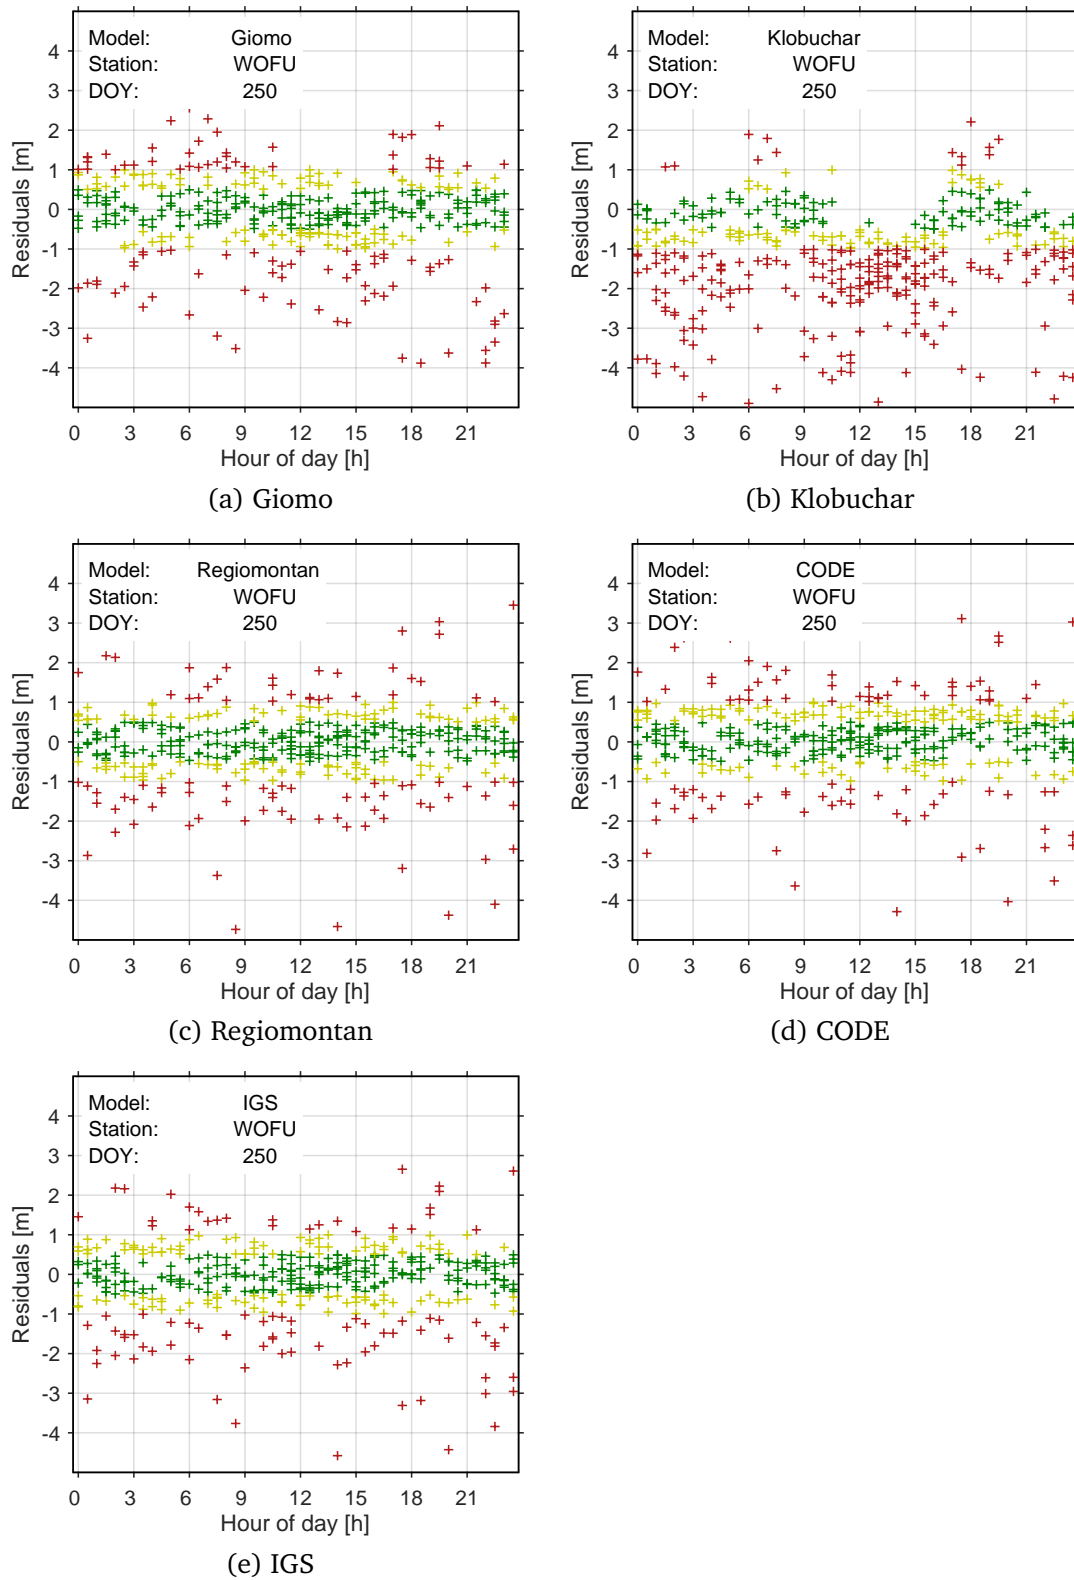 Model: Giomo
Station: WOFU
DOY: 250
4
3
2
1
0
-1
-2
-3
-4
Residuals [m]
0 3 6 9 12 15 18 21
Hour of day [h]
(a) Giomo
Model: Klobuchar
Station: WOFU
DOY: 250
4
3
2
1
0
-1
-2
-3
-4
Residuals [m]
0 3 6 9 12 15 18 21
Hour of day [h]
(b) Klobuchar
Model: Regiomontan
Station: WOFU
DOY: 250
4
3
2
1
0
-1
-2
-3
-4
Residuals [m]
0 3 6 9 12 15 18 21
Hour of day [h]
(c) Regiomontan
Model: CODE
Station: WOFU
DOY: 250
4
3
2
1
0
-1
-2
-3
-4
Residuals [m]
0 3 6 9 12 15 18 21
Hour of day [h]
(d) CODE
Model: IGS
Station: WOFU
DOY: 250
4
3
2
1
0
-1
-2
-3
-4
Residuals [m]
0 3 6 9 12 15 18 21
Hour of day [h]
(e) IGS